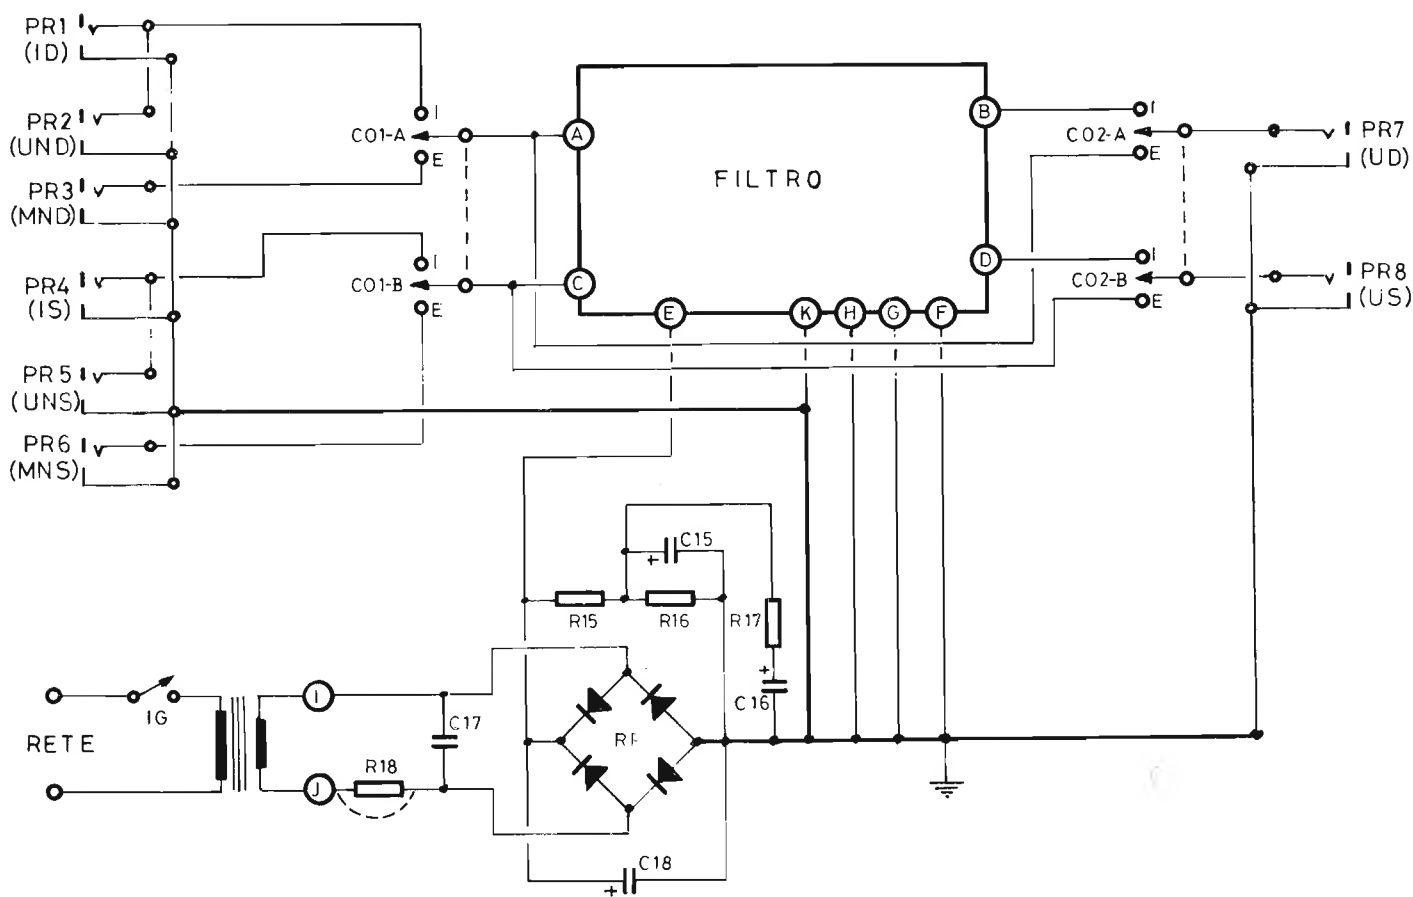 PR1
(ID)
PR2
(UND)
PR3
(MND)
PR4
(IS)
PR5
(UNS)
PR6
(MNS)
I
CO1-A
E
I
CO1-B
E
FILTRO
A
B
C
D
E
K
H
G
F
I
CO2-A
E
I
CO2-B
E
PR7
(UD)
PR8
(US)
+
C15
R15
R16
R17
+
C16
IG
RETE
I
J
R18
C17
+
C18